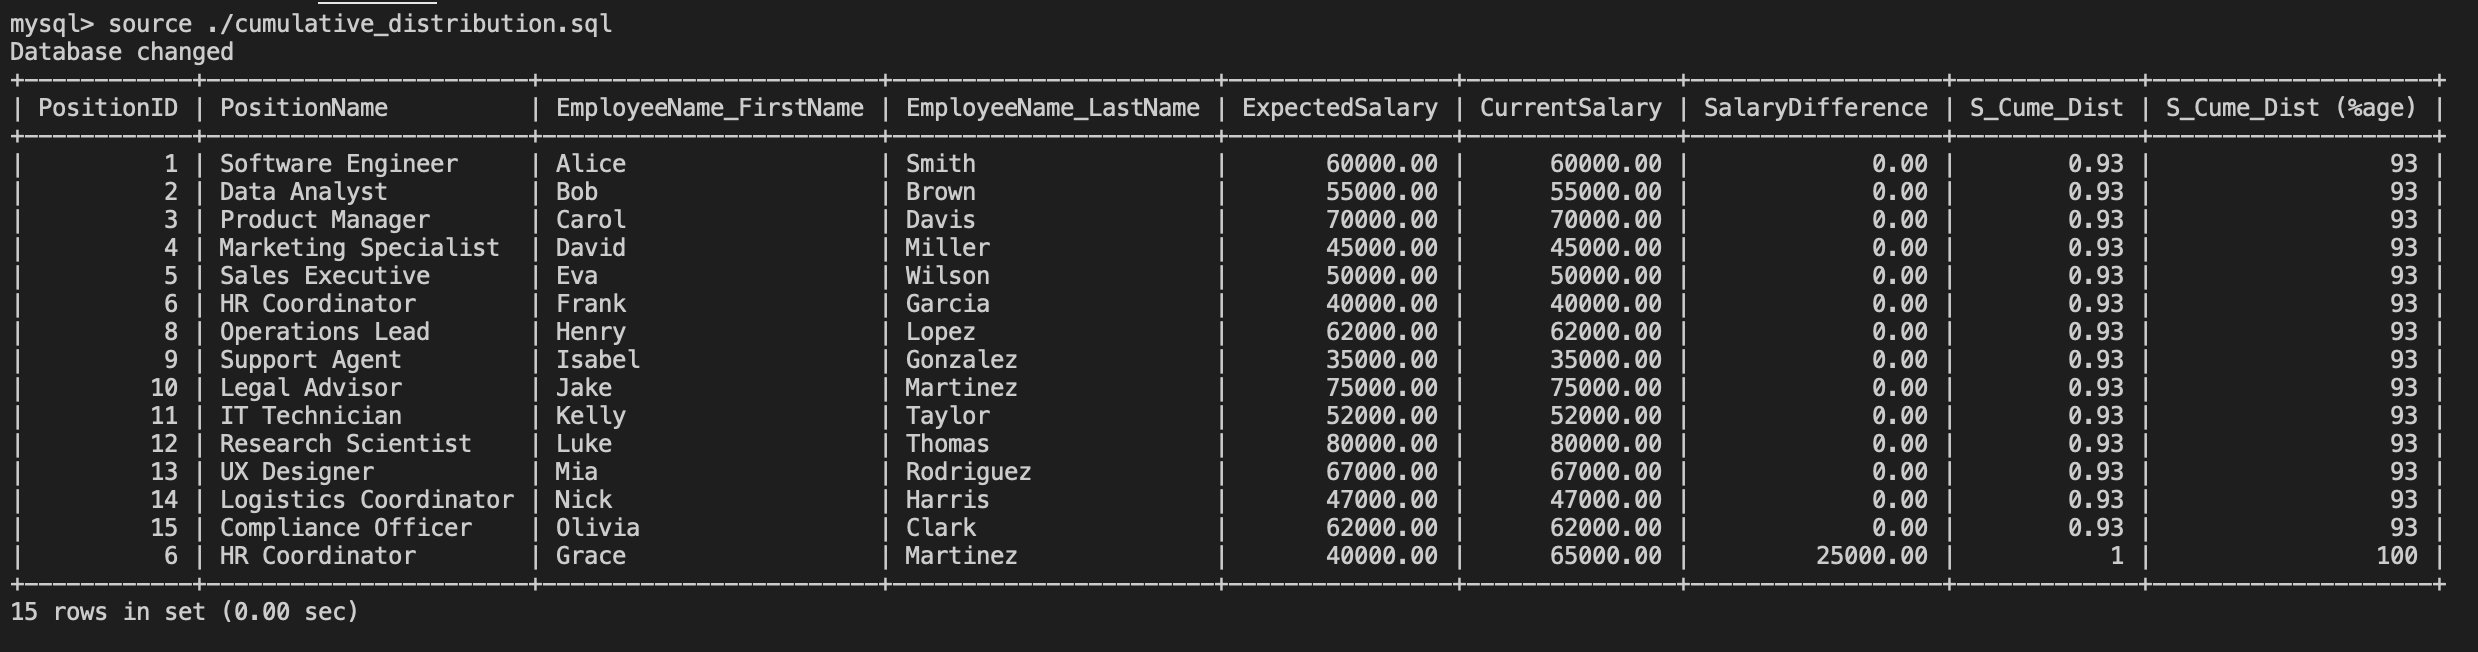 mysql> source ./cumulative_distribution.sql
Database changed
+------------+-----------------------+------------------------+-----------------------+----------------+---------------+------------------+-------------+--------------------+
| PositionID | PositionName          | EmployeeName_FirstName | EmployeeName_LastName | ExpectedSalary | CurrentSalary | SalaryDifference | S_Cume_Dist | S_Cume_Dist (%age) |
+------------+-----------------------+------------------------+-----------------------+----------------+---------------+------------------+-------------+--------------------+
|          1 | Software Engineer     | Alice                  | Smith                 |       60000.00 |      60000.00 |             0.00 |        0.93 |                 93 |
|          2 | Data Analyst          | Bob                    | Brown                 |       55000.00 |      55000.00 |             0.00 |        0.93 |                 93 |
|          3 | Product Manager       | Carol                  | Davis                 |       70000.00 |      70000.00 |             0.00 |        0.93 |                 93 |
|          4 | Marketing Specialist  | David                  | Miller                |       45000.00 |      45000.00 |             0.00 |        0.93 |                 93 |
|          5 | Sales Executive       | Eva                    | Wilson                |       50000.00 |      50000.00 |             0.00 |        0.93 |                 93 |
|          6 | HR Coordinator        | Frank                  | Garcia                |       40000.00 |      40000.00 |             0.00 |        0.93 |                 93 |
|          8 | Operations Lead       | Henry                  | Lopez                 |       62000.00 |      62000.00 |             0.00 |        0.93 |                 93 |
|          9 | Support Agent         | Isabel                 | Gonzalez              |       35000.00 |      35000.00 |             0.00 |        0.93 |                 93 |
|         10 | Legal Advisor         | Jake                   | Martinez              |       75000.00 |      75000.00 |             0.00 |        0.93 |                 93 |
|         11 | IT Technician         | Kelly                  | Taylor                |       52000.00 |      52000.00 |             0.00 |        0.93 |                 93 |
|         12 | Research Scientist    | Luke                   | Thomas                |       80000.00 |      80000.00 |             0.00 |        0.93 |                 93 |
|         13 | UX Designer           | Mia                    | Rodriguez             |       67000.00 |      67000.00 |             0.00 |        0.93 |                 93 |
|         14 | Logistics Coordinator | Nick                   | Harris                |       47000.00 |      47000.00 |             0.00 |        0.93 |                 93 |
|         15 | Compliance Officer    | Olivia                 | Clark                 |       62000.00 |      62000.00 |             0.00 |        0.93 |                 93 |
|          6 | HR Coordinator        | Grace                  | Martinez              |       40000.00 |      65000.00 |         25000.00 |           1 |                100 |
+------------+-----------------------+------------------------+-----------------------+----------------+---------------+------------------+-------------+--------------------+
15 rows in set (0.00 sec)